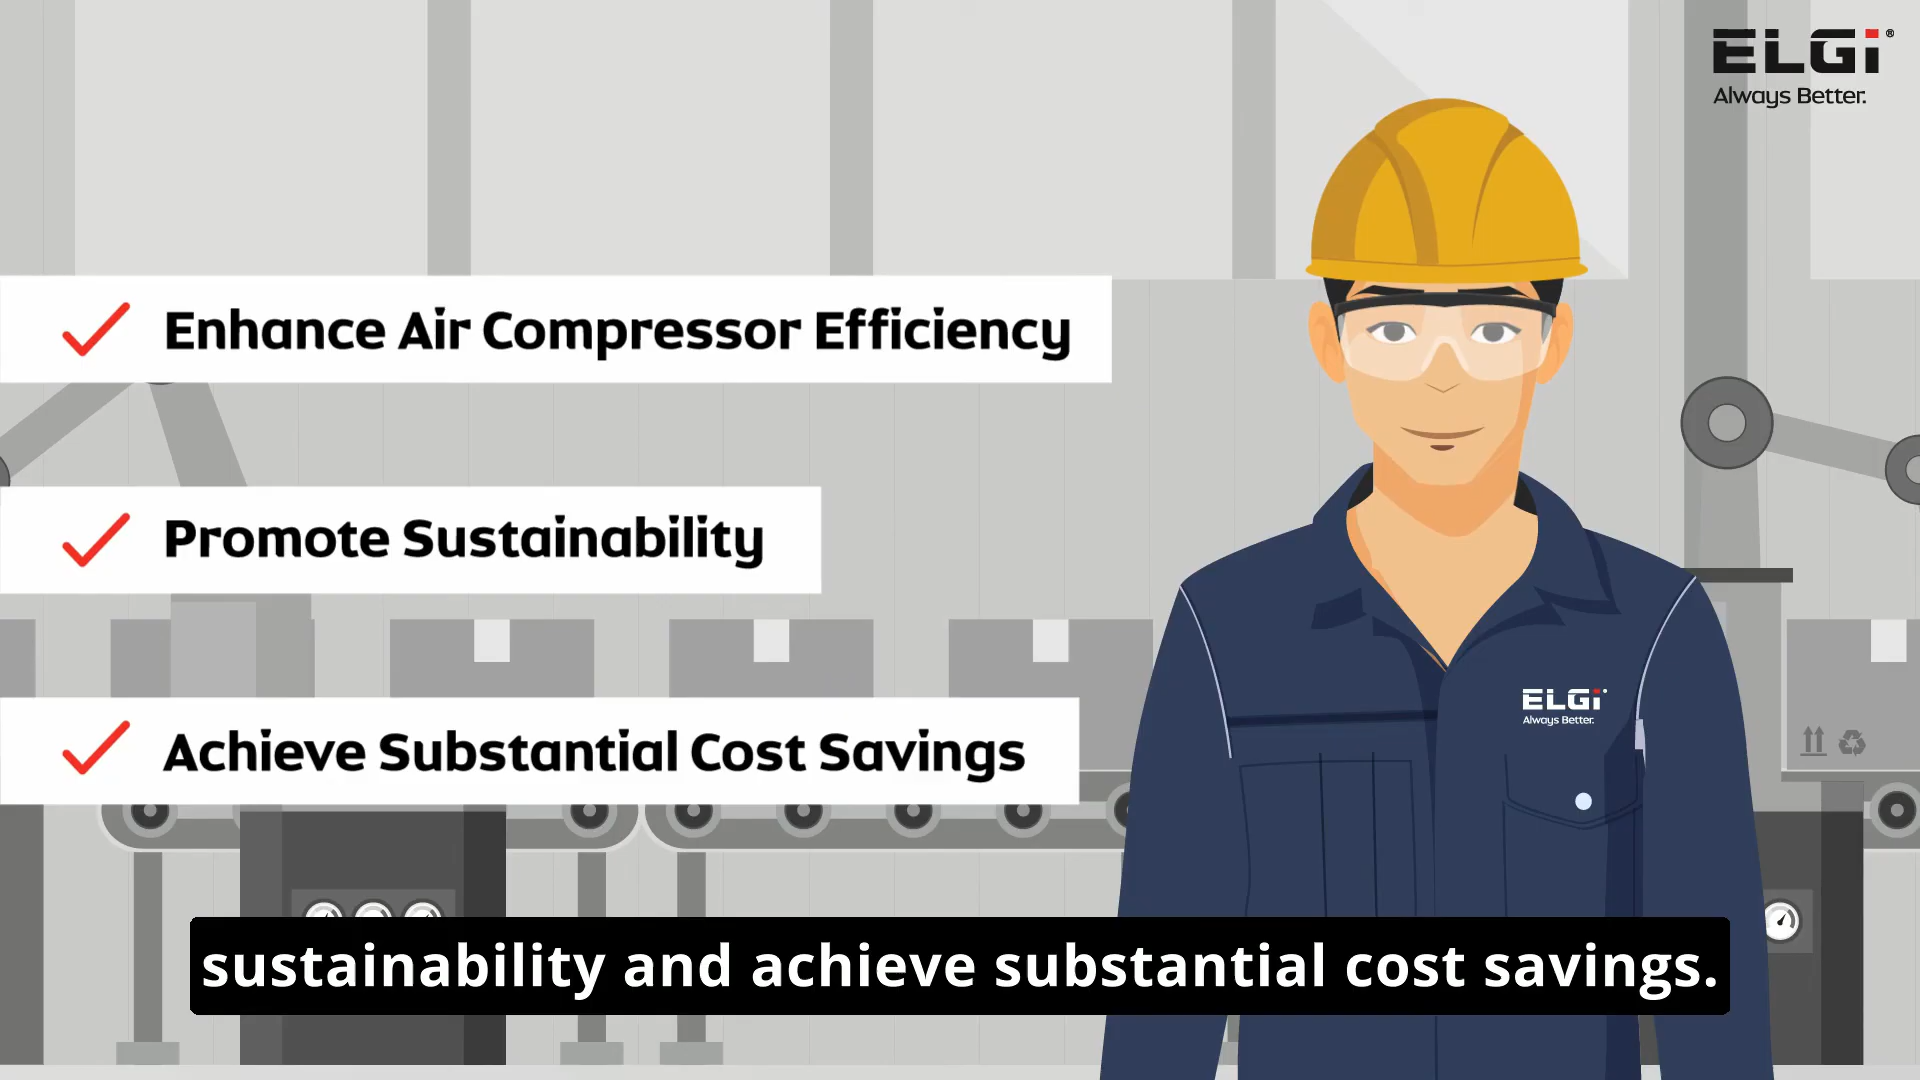 ELGi®
Always Better.
Enhance Air Compressor Efficiency
Promote Sustainability
Achieve Substantial Cost Savings
ELGi
Always Better.
sustainability and achieve substantial cost savings.